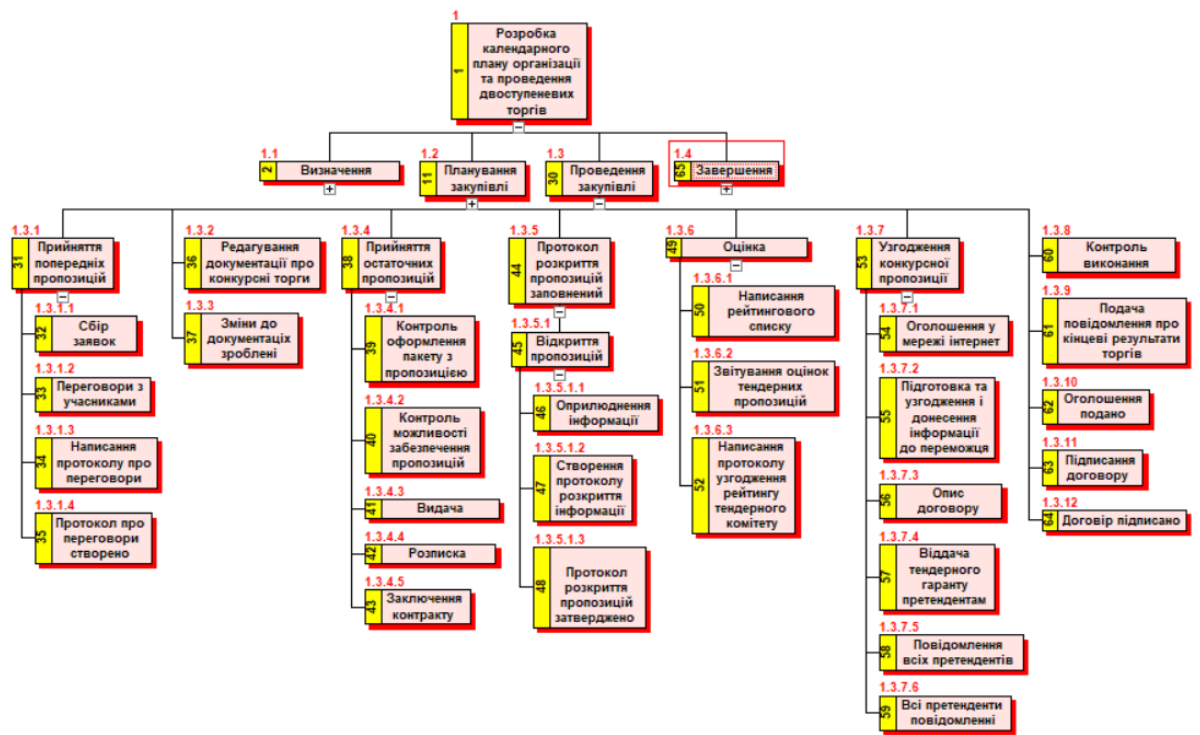 1
1
Розробка
календарного
плану організації
та проведення
двоступеневих
торгів
1.1
2
Визначення
1.2
11
Планування
закупівлі
1.3
30
Проведення
закупівлі
1.4
65
Завершення
1.3.1
31
Прийняття
попередніх
пропозицій
1.3.1.1
32
Сбір
заявок
1.3.1.2
33
Переговори з
учасниками
1.3.1.3
34
Написання
протоколу про
переговори
1.3.1.4
35
Протокол про
переговори
створено
1.3.2
36
Редагування
документації про
конкурсні торги
1.3.3
37
Зміни до
документаціх
зроблені
1.3.4
38
Прийняття
остаточних
пропозицій
1.3.4.1
39
Контроль
оформлення
пакету з
пропозицією
1.3.4.2
40
Контроль
можливості
забезпечення
пропозицій
1.3.4.3
41
Видача
1.3.4.4
42
Розписка
1.3.4.5
43
Заключення
контракту
1.3.5
44
Протокол
розкриття
пропозицій
заповнений
1.3.5.1
45
Відкриття
пропозицій
1.3.5.1.1
46
Оприлюднення
інформації
1.3.5.1.2
47
Створення
протоколу
розкриття
інформації
1.3.5.1.3
48
Протокол
розкриття
пропозицій
затверджено
1.3.6
49
Оцінка
1.3.6.1
50
Написання
рейтингового
списку
1.3.6.2
51
Звітування оцінок
тендерних
пропозицій
1.3.6.3
52
Написання
протоколу
узгодження
рейтингу
тендерного
комітету
1.3.7
53
Узгодження
конкурсної
пропозиції
1.3.7.1
54
Оголошення у
мережі інтернет
1.3.7.2
55
Підготовка та
узгодження і
донесення
інформації
до переможця
1.3.7.3
56
Опис
договору
1.3.7.4
57
Віддача
тендерного
гаранту
претендентам
1.3.7.5
58
Повідомлення
всіх претендентів
1.3.7.6
59
Всі претенденти
повідомленні
1.3.8
60
Контроль
виконання
1.3.9
61
Подача
повідомлення про
кінцеві результати
торгів
1.3.10
62
Оголошення
подано
1.3.11
63
Підписання
договору
1.3.12
64
Договір підписано